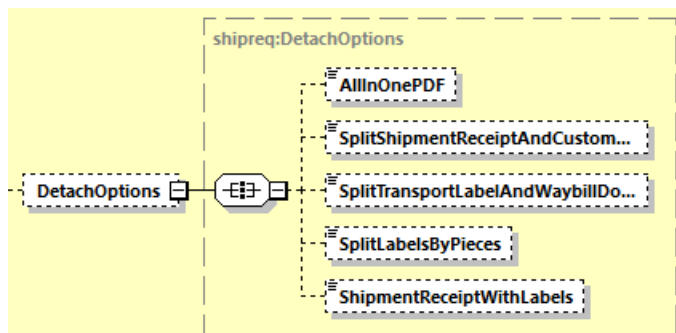 shipreq:DetachOptions
AllInOnePDF
SplitShipmentReceiptAndCustom...
DetachOptions
SplitTransportLabelAndWaybillDo...
SplitLabelsByPieces
ShipmentReceiptWithLabels